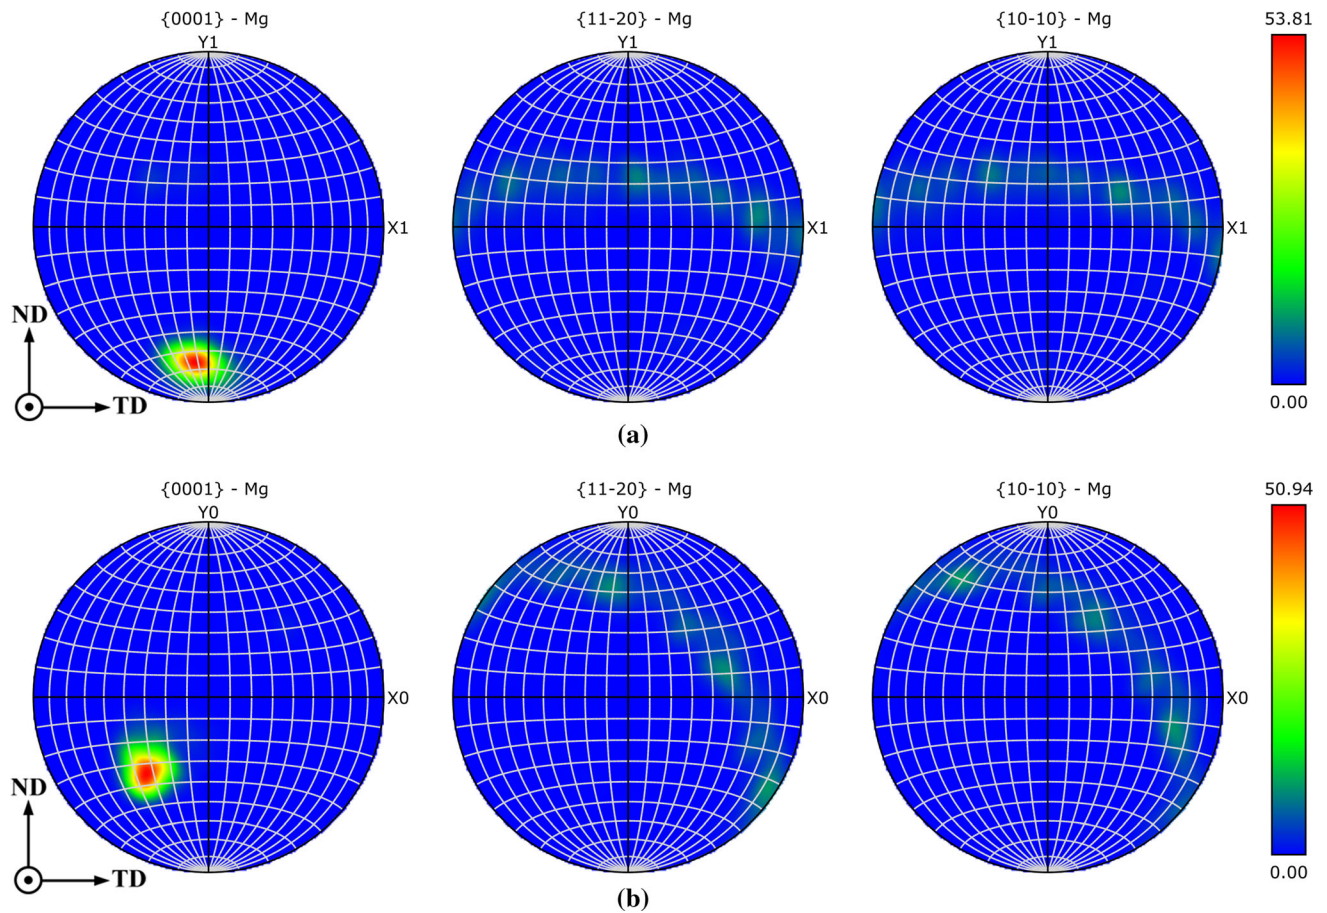 {0001} - Mg
{11-20} - Mg
{10-10} - Mg
53.81
Y1
Y1
Y1
X1
X1
X1
ND
TD
0.00
(a)
{0001} - Mg
{11-20} - Mg
{10-10} - Mg
50.94
Y0
Y0
Y0
X0
X0
X0
ND
TD
0.00
(b)